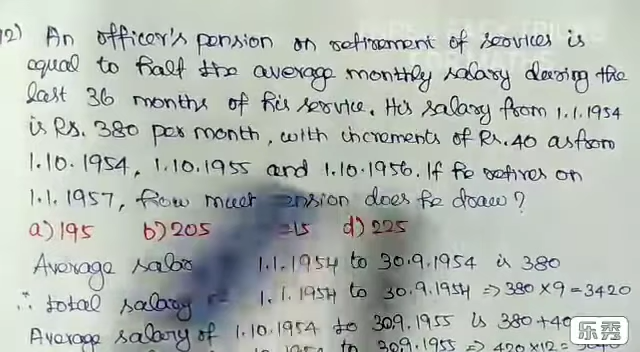 12) An officer's pension on retirement of services is
equal to half the average monthly salary during the
last 36 months of his service. His salary from 1.1.1954
is Rs. 380 per month, with increments of Rs. 40 as from
1.10.1954, 1.10.1955 and 1.10.1956. If he retires on
1.1.1957, how much pension does he draw?
a) 195 b) 205 15 d) 225
Average 1.1.1954 to 30.9.1954 is 380
∴ total salary 1.1.1954 to 30.9.1954 ⇒ 380 × 9 = 3420
Average salary of 1.10.1954 to 30.9.1955 is 380 + 40
to 30.9.1955 ⇒ 420 × 12 =
乐秀